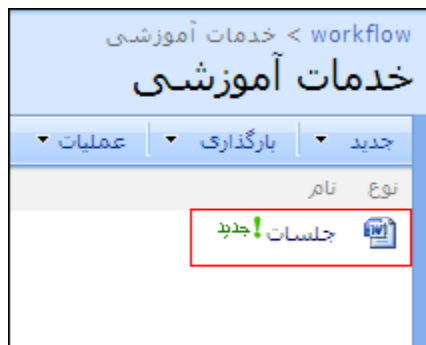 workflow > خدمات آموزشی
خدمات آموزشی
جدید بارگذاری عملیات
نوع نام
جلسات ! جدید